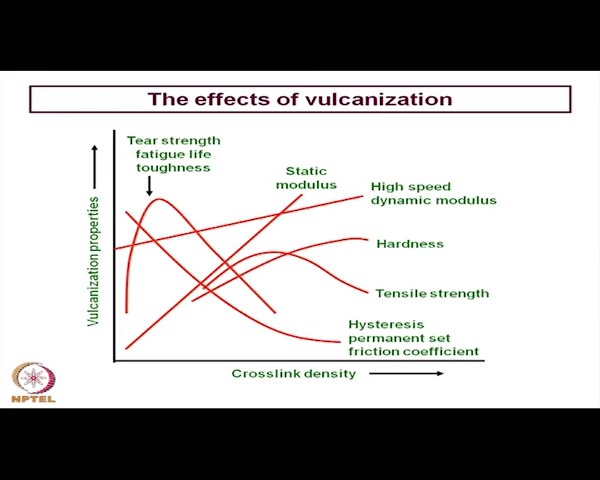 The effects of vulcanization
Tear strength
fatigue life
toughness
Static
modulus
High speed
dynamic modulus
Hardness
Tensile strength
Hysteresis
permanent set
friction coefficient
Vulcanization properties
Crosslink density
NPTEL